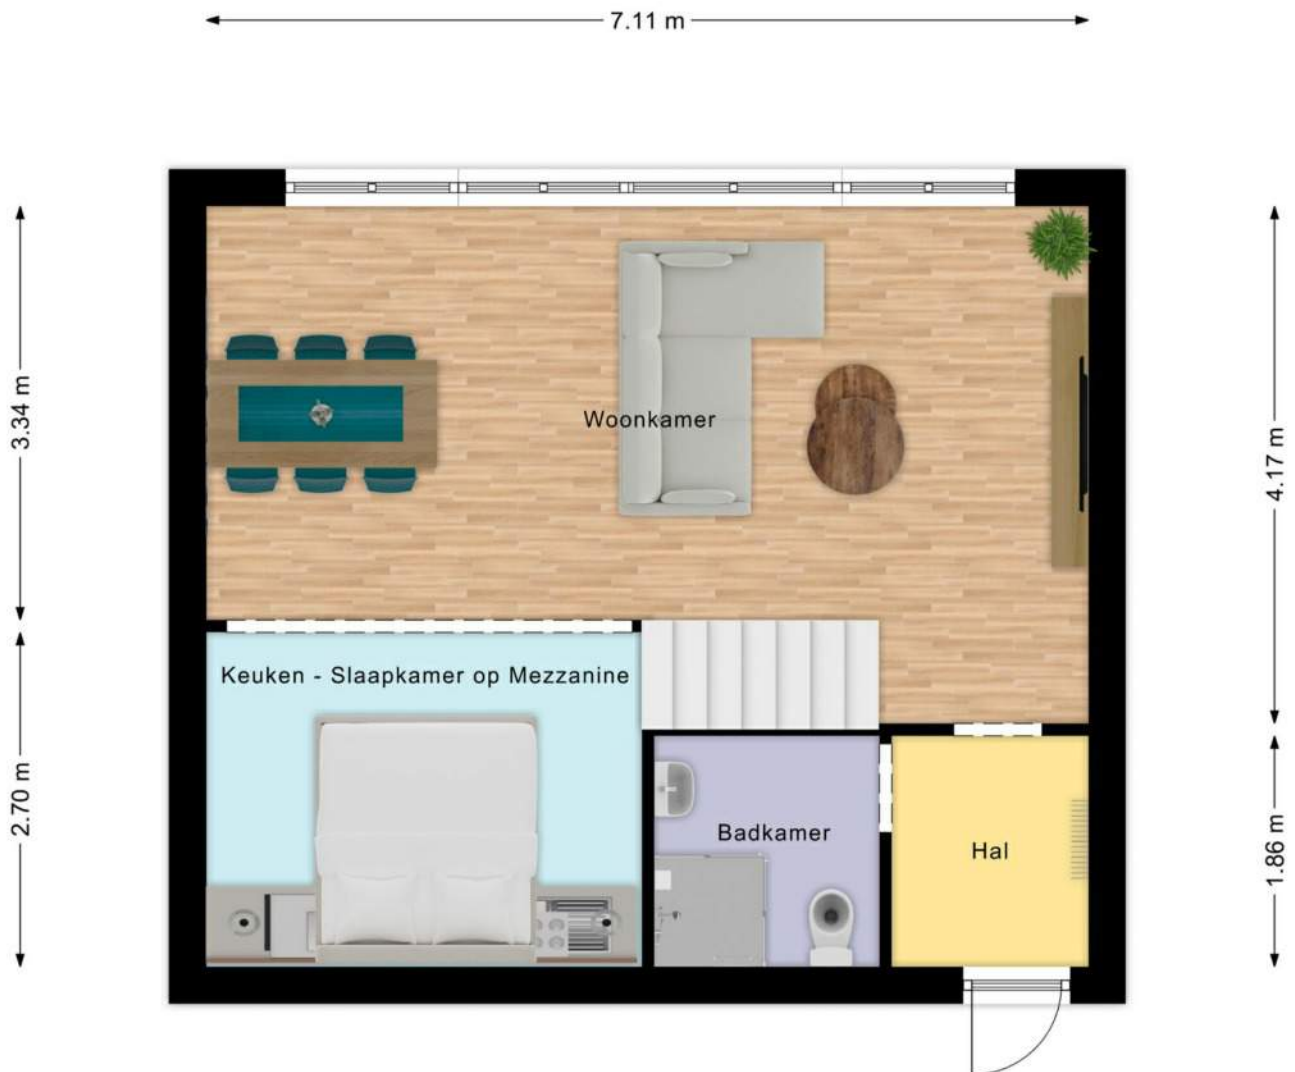 7.11 m
3.34 m
4.17 m
Woonkamer
Keuken - Slaapkamer op Mezzanine
2.70 m
Badkamer
Hal
1.86 m